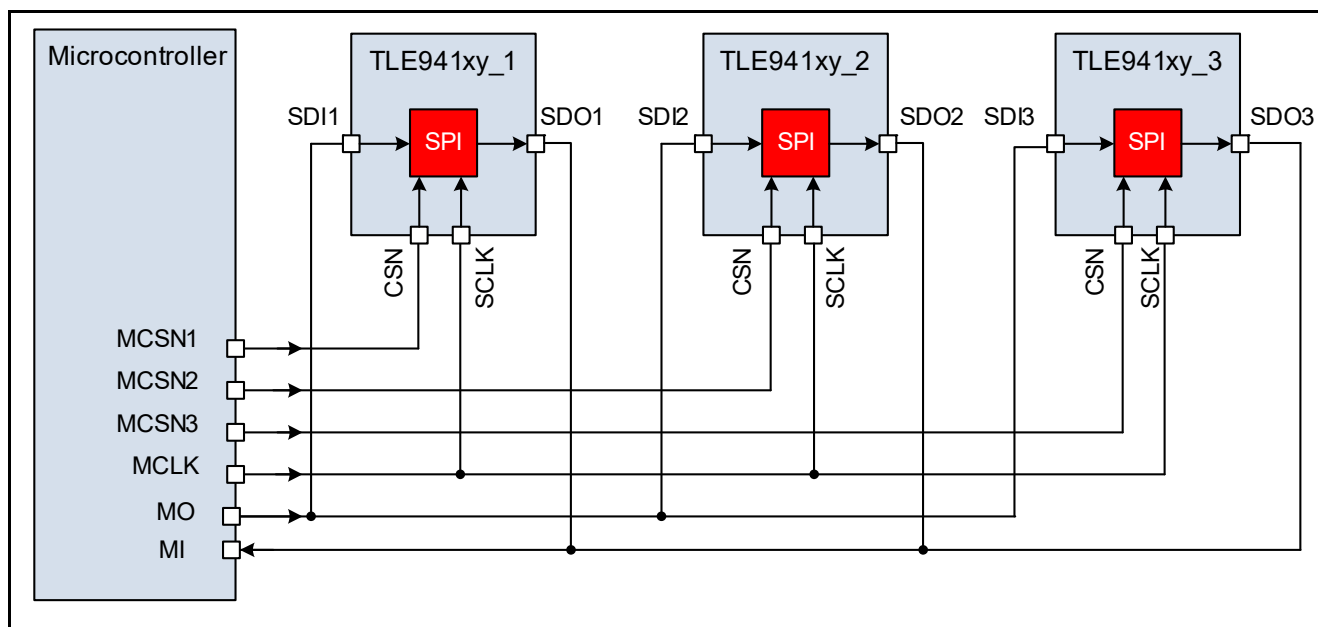 Microcontroller
TLE941xy_1
TLE941xy_2
TLE941xy_3
SDI1
SPI
SDO1
SDI2
SPI
SDO2
SDI3
SPI
SDO3
CSN
SCLK
CSN
SCLK
CSN
SCLK
MCSN1
MCSN2
MCSN3
MCLK
MO
MI